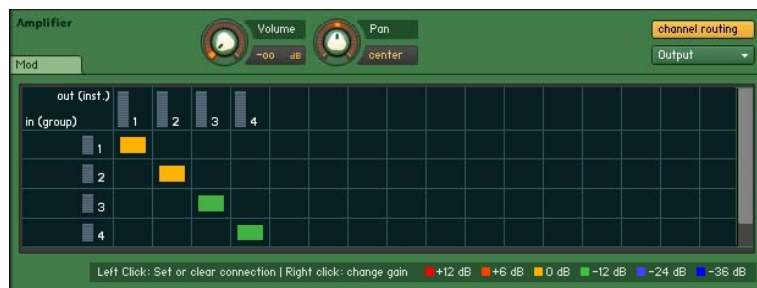 Amplifier
Volume
Pan
channel routing
-oo dB
center
Output
Mod
out (inst.)
in (group)
1 2 3 4
1
2
3
4
Left Click: Set or clear connection | Right click: change gain +12 dB +6 dB 0 dB -12 dB -24 dB -36 dB